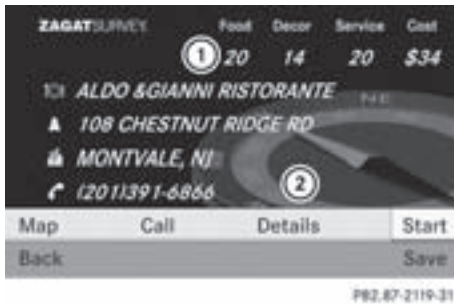 ZAGATSURVEY Food Decor Service Cost
1 20 14 20 $34
ALDO &GIANNI RISTORANTE
NE
108 CHESTNUT RIDGE RD
MONTVALE, NJ
(201)391-6866
2
Map Call Details Start
Back Save
P82.87-2119-31